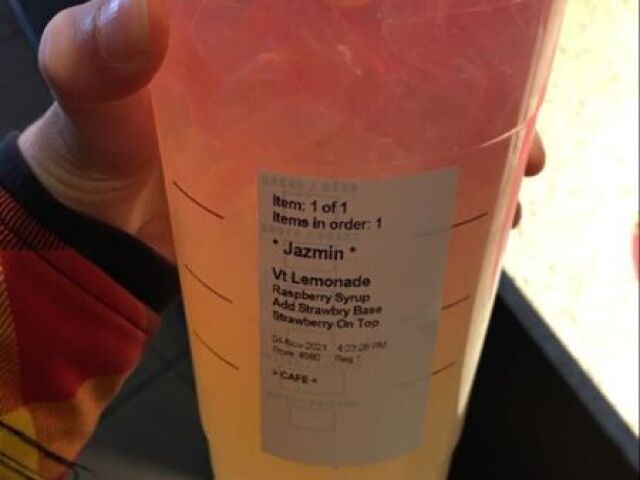 Item: 1 of 1
Items in order: 1
* Jazmin *
Vt Lemonade
Raspberry Syrup
Add Strawbry Base
Strawberry On Top
04-Nov-2021 4:03:28 PM
Store 4980 Reg 1
>CAFE<